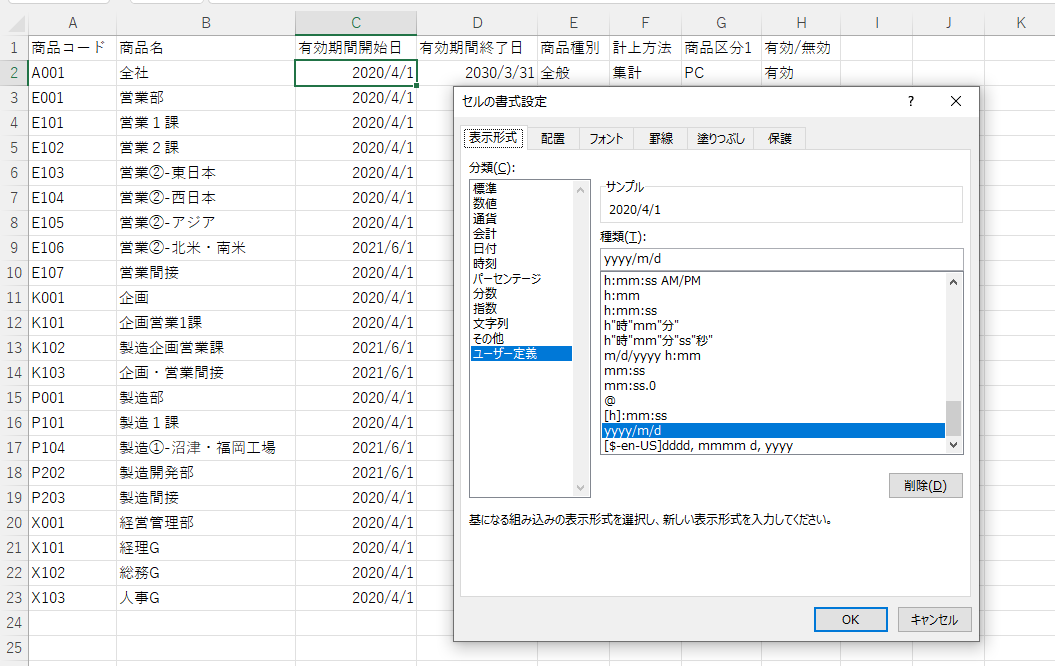 A B C D E F G H I J K
1 商品コード 商品名 有効期間開始日 有効期間終了日 商品種別 計上方法 商品区分1 有効/無効
2 A001 全社 2020/4/1 2030/3/31 全般 集計 PC 有効
3 E001 営業部 2020/4/1
4 E101 営業１課 2020/4/1
5 E102 営業２課 2020/4/1
6 E103 営業②-東日本 2020/4/1
7 E104 営業②-西日本 2020/4/1
8 E105 営業②-アジア 2020/4/1
9 E106 営業②-北米・南米 2021/6/1
10 E107 営業間接 2020/4/1
11 K001 企画 2020/4/1
12 K101 企画営業1課 2020/4/1
13 K102 製造企画営業課 2021/6/1
14 K103 企画・営業間接 2021/6/1
15 P001 製造部 2020/4/1
16 P101 製造１課 2020/4/1
17 P104 製造①-沼津・福岡工場 2021/6/1
18 P202 製造開発部 2021/6/1
19 P203 製造間接 2020/4/1
20 X001 経営管理部 2020/4/1
21 X101 経理G 2020/4/1
22 X102 総務G 2020/4/1
23 X103 人事G 2020/4/1
24
25
セルの書式設定 ? ×
表示形式 配置 フォント 罫線 塗りつぶし 保護
分類(C):
標準
数値
通貨
会計
日付
時刻
パーセンテージ
分数
指数
文字列
その他
ユーザー定義
サンプル
2020/4/1
種類(T):
yyyy/m/d
h:mm:ss AM/PM
h:mm
h:mm:ss
h"時"mm"分"
h"時"mm"分"ss"秒"
m/d/yyyy h:mm
mm:ss
mm:ss.0
@
[h]:mm:ss
yyyy/m/d
[$-en-US]dddd, mmmm d, yyyy
削除(D)
基になる組み込みの表示形式を選択し、新しい表示形式を入力してください。
OK キャンセル